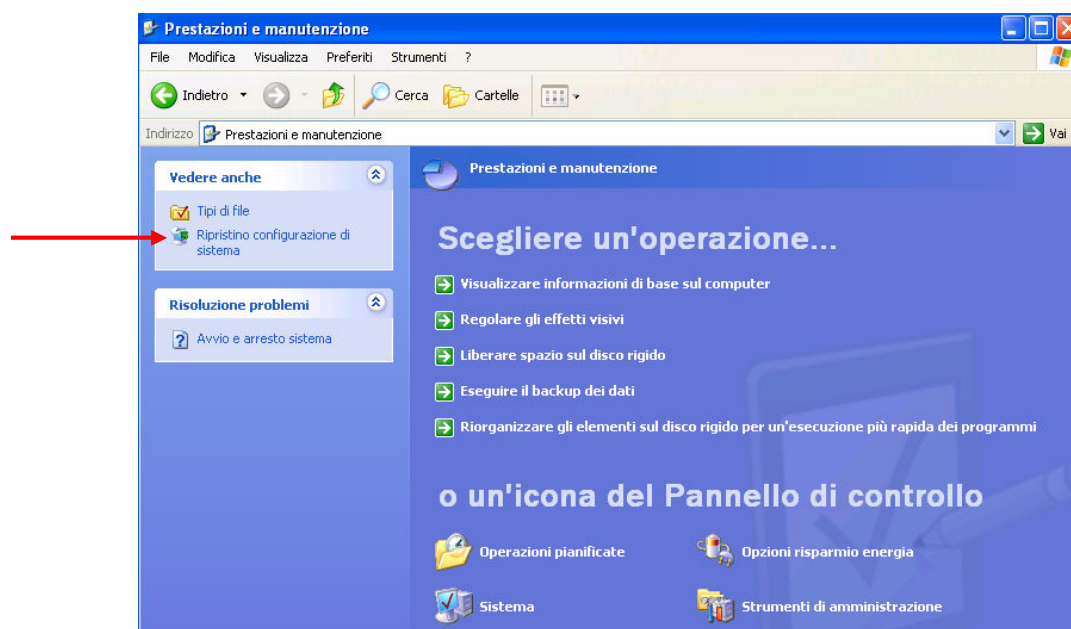 Prestazioni e manutenzione
File Modifica Visualizza Preferiti Strumenti ?
Indietro Cerca Cartelle
Indirizzo Prestazioni e manutenzione Vai
Vedere anche
Tipi di file
Ripristino configurazione di
sistema
Risoluzione problemi
Avvio e arresto sistema
Prestazioni e manutenzione
Scegliere un'operazione...
Visualizzare informazioni di base sul computer
Regolare gli effetti visivi
Liberare spazio sul disco rigido
Eseguire il backup dei dati
Riorganizzare gli elementi sul disco rigido per un'esecuzione più rapida dei programmi
o un'icona del Pannello di controllo
Operazioni pianificate
Opzioni risparmio energia
Sistema
Strumenti di amministrazione